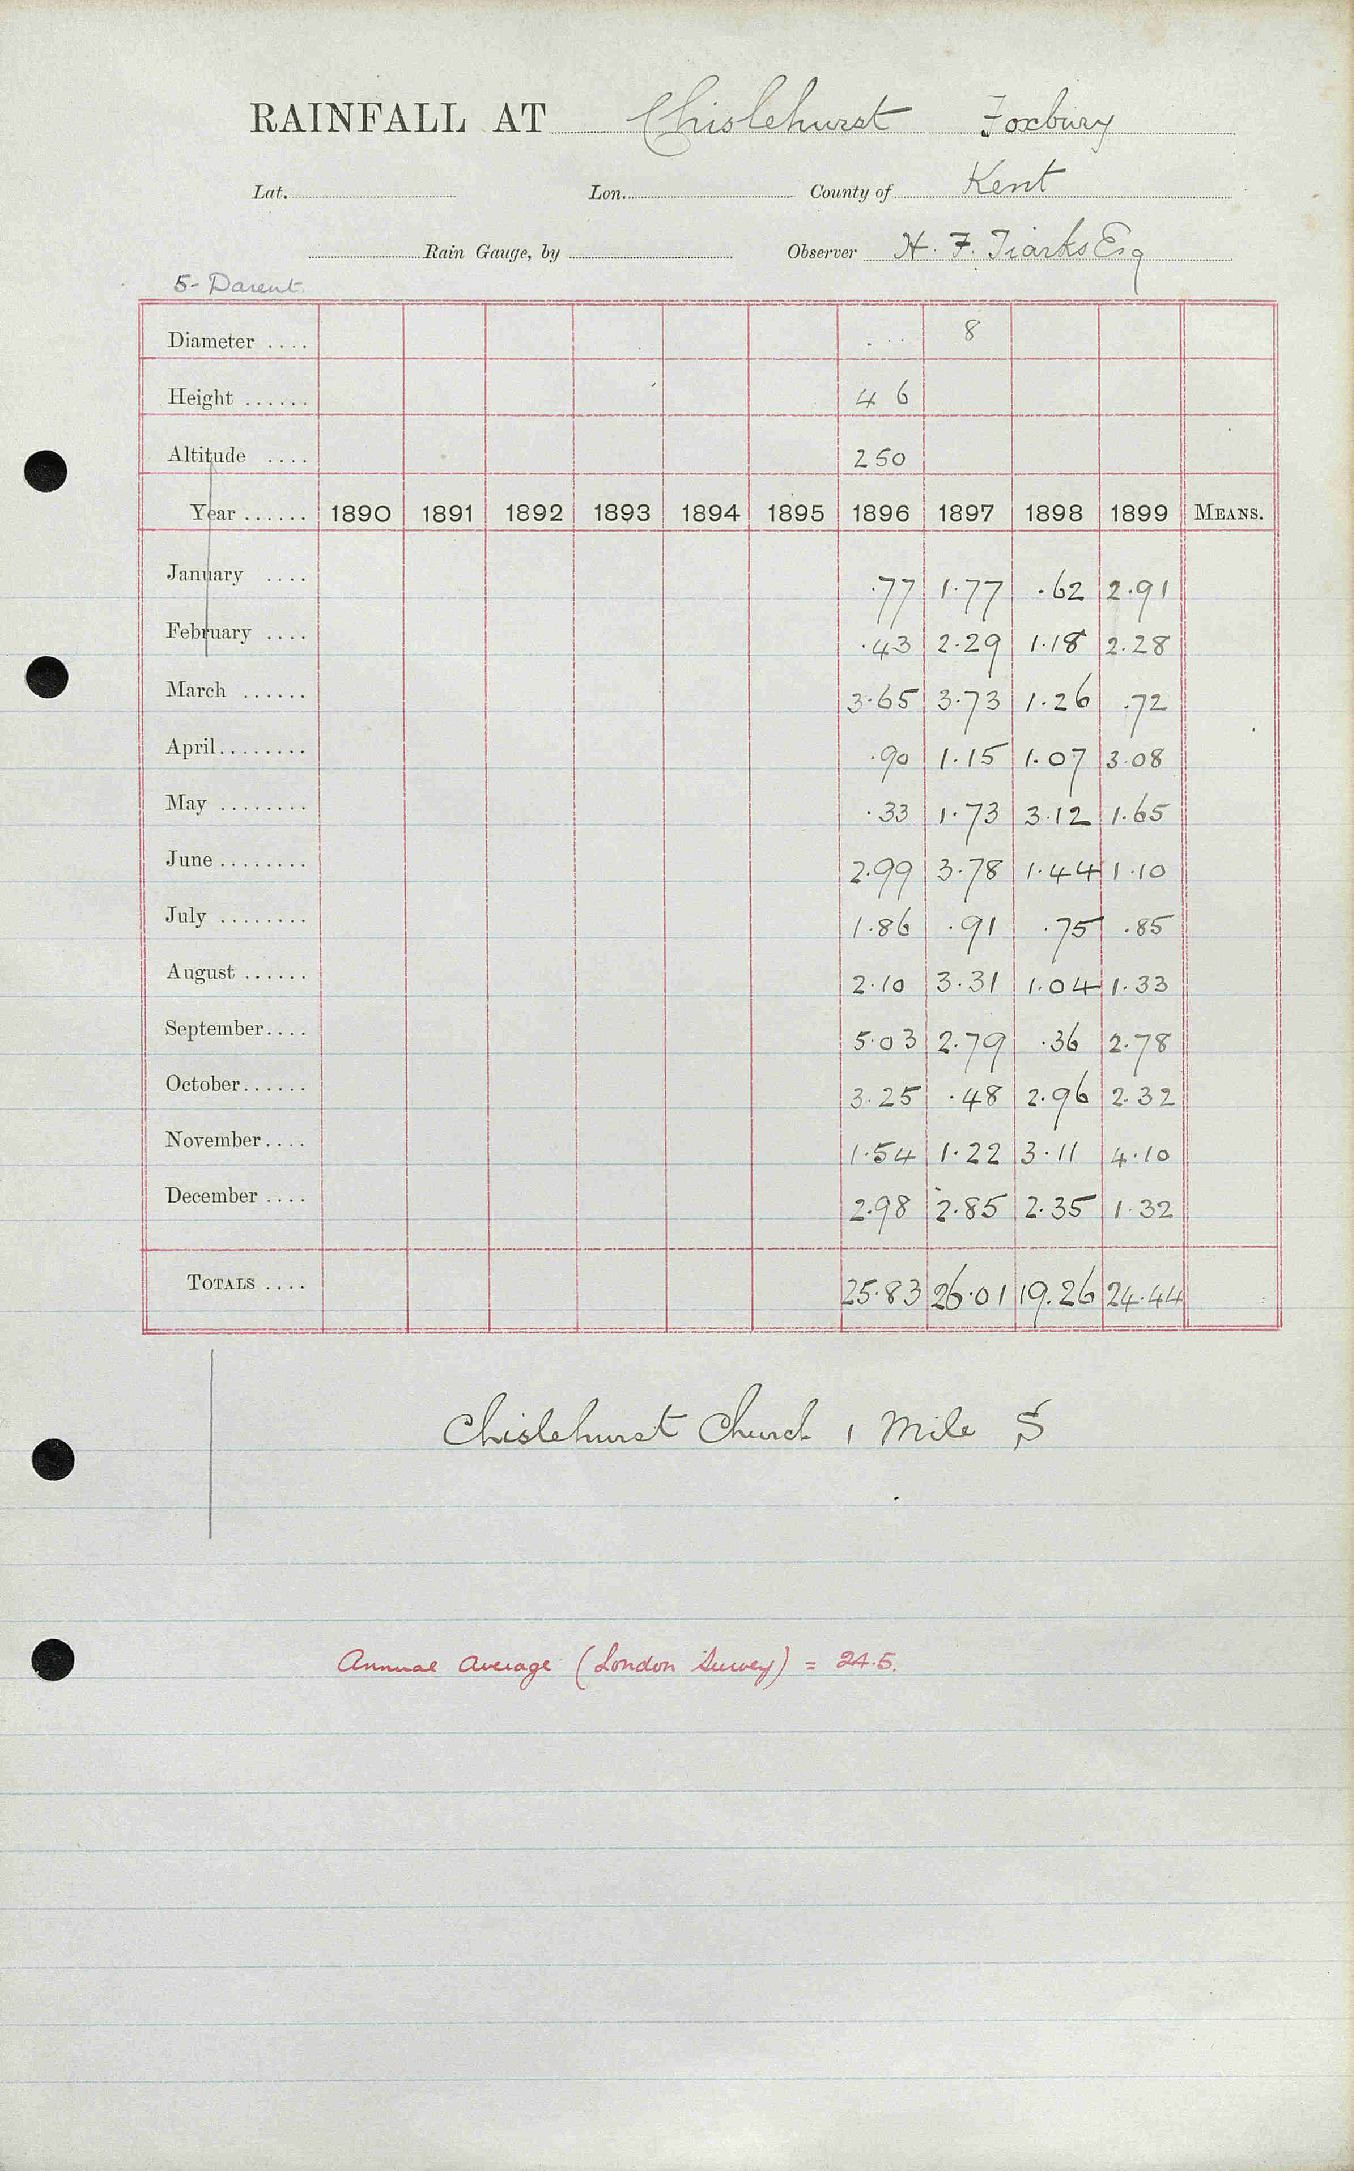 RAINFALL AT Chislehurst Foxbury
Lat. Lon. County of Kent
Rain Gauge, by Observer H. F. Tiarks Esq
5- Darent
Diameter .... 8
Height ...... 4 6
Altitude .... 250
Year ...... 1890 1891 1892 1893 1894 1895 1896 1897 1898 1899 MEANS.
January .... .77 1.77 .62 2.91
February .... .43 2.29 1.18 2.28
March ...... 3.65 3.73 1.26 .72
April........ .90 1.15 1.07 3.08
May ........ .33 1.73 3.12 1.65
June ........ 2.99 3.78 1.44 1.10
July ........ 1.86 .91 .75 .85
August ...... 2.10 3.31 1.04 1.33
September.... 5.03 2.79 .36 2.78
October...... 3.25 .48 2.96 2.32
November.... 1.54 1.22 3.11 4.10
December .... 2.98 2.85 2.35 1.32
TOTALS .... 25.83 26.01 19.26 24.44
Chislehurst Church 1 Mile S
Annual Average (London Survey) = 24.5.